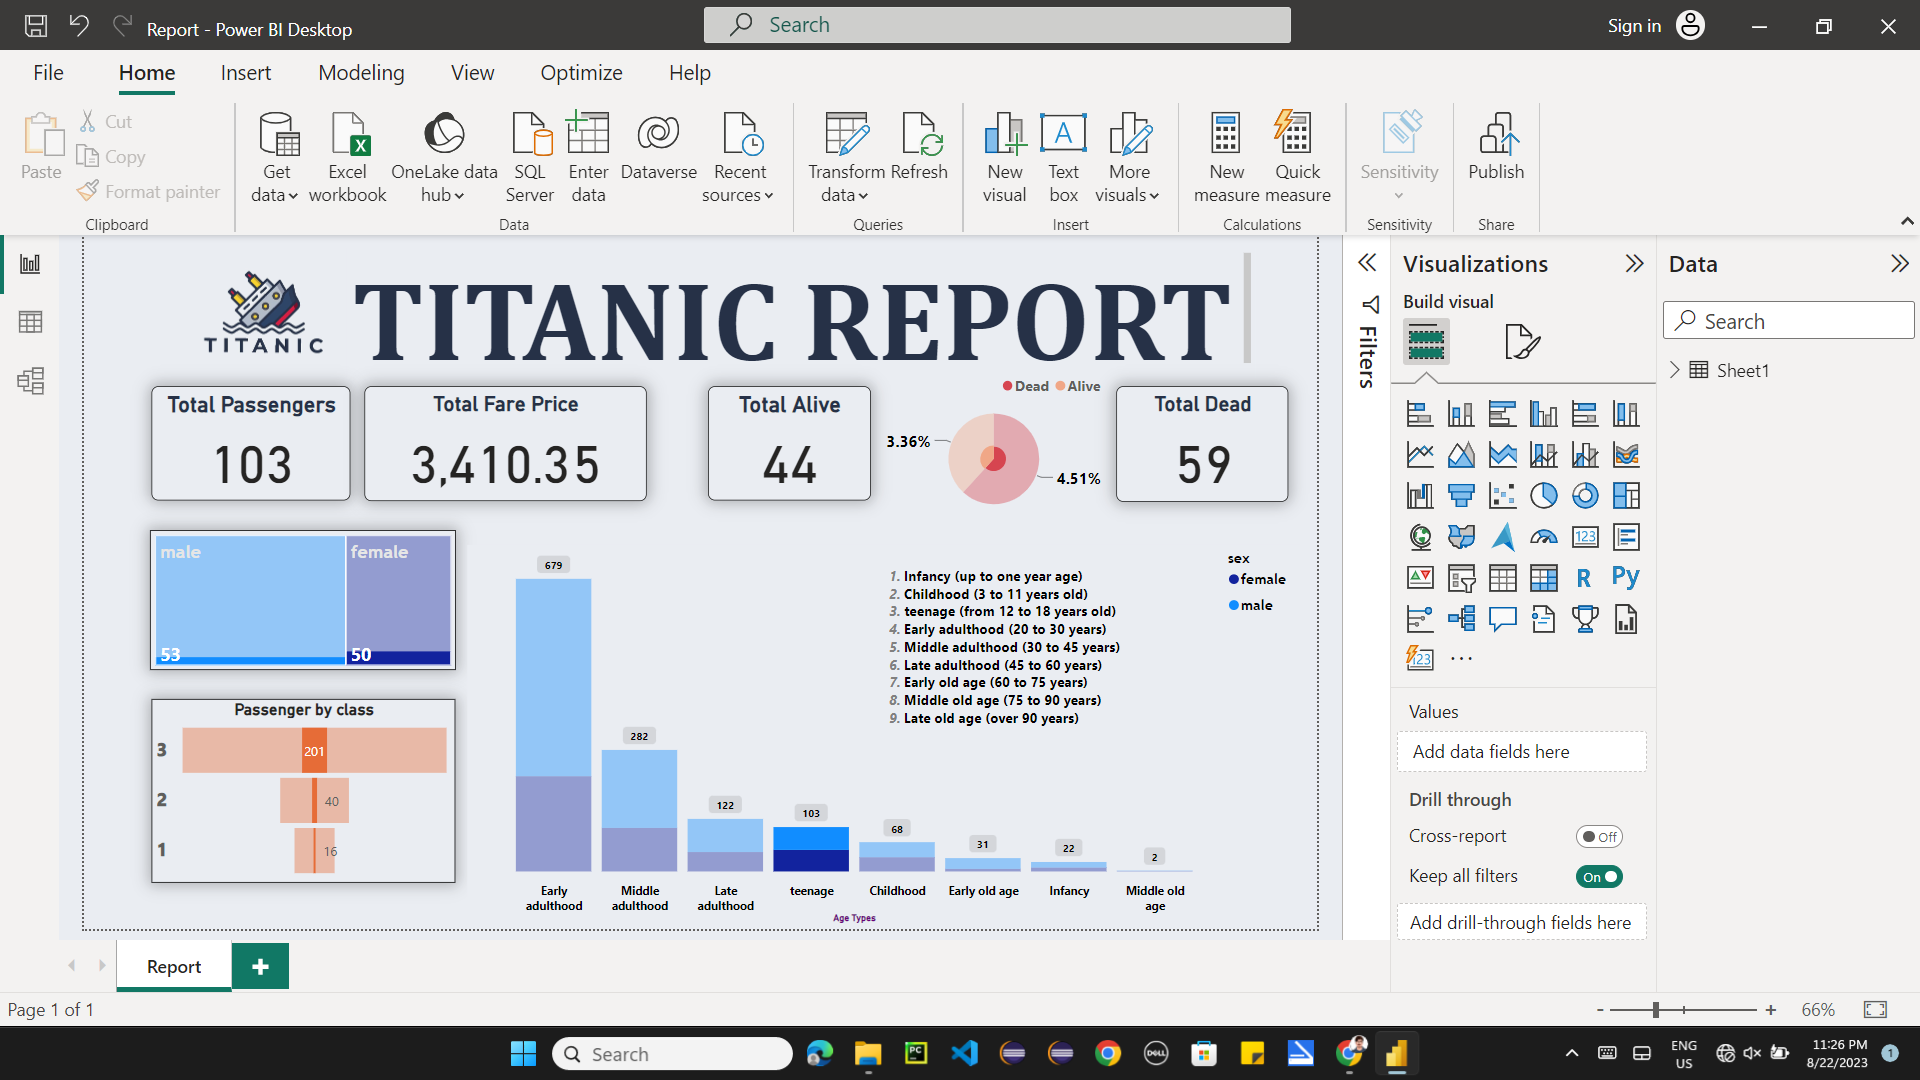 Report - Power BI Desktop
Search
Sign in
File Home Insert Modeling View Optimize Help
Paste
Cut
Copy
Format painter
Clipboard
Get data
Excel workbook
OneLake data hub
SQL Server
Enter data
Dataverse
Recent sources
Data
Transform data
Refresh
Queries
New visual
Text box
More visuals
Insert
New measure
Quick measure
Calculations
Sensitivity
Sensitivity
Publish
Share
TITANIC
TITANIC REPORT
Total Passengers
103
Total Fare Price
3,410.35
Total Alive
44
Dead Alive
3.36%
4.51%
Total Dead
59
male
53
female
50
Passenger by class
3 201
2 40
1 16
679
282
122
103
68
31
22
2
Early adulthood
Middle adulthood
Late adulthood
teenage
Childhood
Early old age
Infancy
Middle old age
Age Types
1. Infancy (up to one year age)
2. Childhood (3 to 11 years old)
3. teenage (from 12 to 18 years old)
4. Early adulthood (20 to 30 years)
5. Middle adulthood (30 to 45 years)
6. Late adulthood (45 to 60 years)
7. Early old age (60 to 75 years)
8. Middle old age (75 to 90 years)
9. Late old age (over 90 years)
sex
female
male
Filters
Visualizations
Build visual
123
R
Py
123
Values
Add data fields here
Drill through
Cross-report
Off
Keep all filters
On
Add drill-through fields here
Data
Search
Sheet1
Report
Page 1 of 1
- + 66%
Search
PC
DELL
ENG
US
11:26 PM
8/22/2023
1